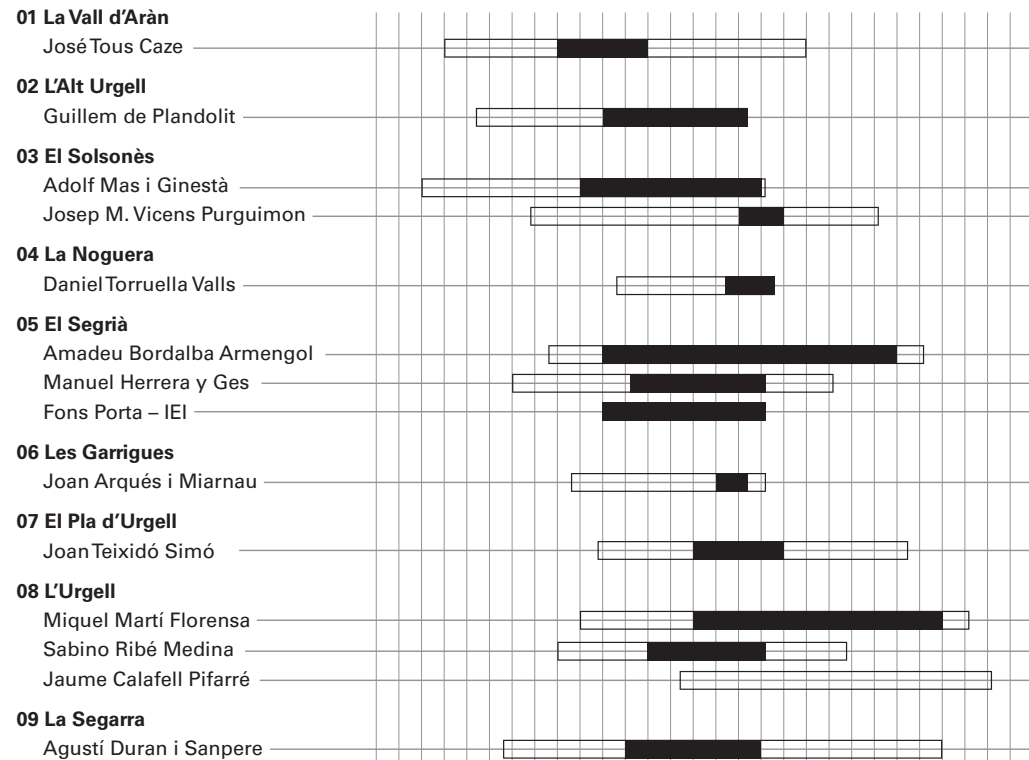 01 La Vall d'Aràn
José Tous Caze
02 L'Alt Urgell
Guillem de Plandolit
03 El Solsonès
Adolf Mas i Ginestà
Josep M. Vicens Purguimon
04 La Noguera
Daniel Torruella Valls
05 El Segrià
Amadeu Bordalba Armengol
Manuel Herrera y Ges
Fons Porta – IEI
06 Les Garrigues
Joan Arqués i Miarnau
07 El Pla d'Urgell
Joan Teixidó Simó
08 L'Urgell
Miquel Martí Florensa
Sabino Ribé Medina
Jaume Calafell Pifarré
09 La Segarra
Agustí Duran i Sanpere